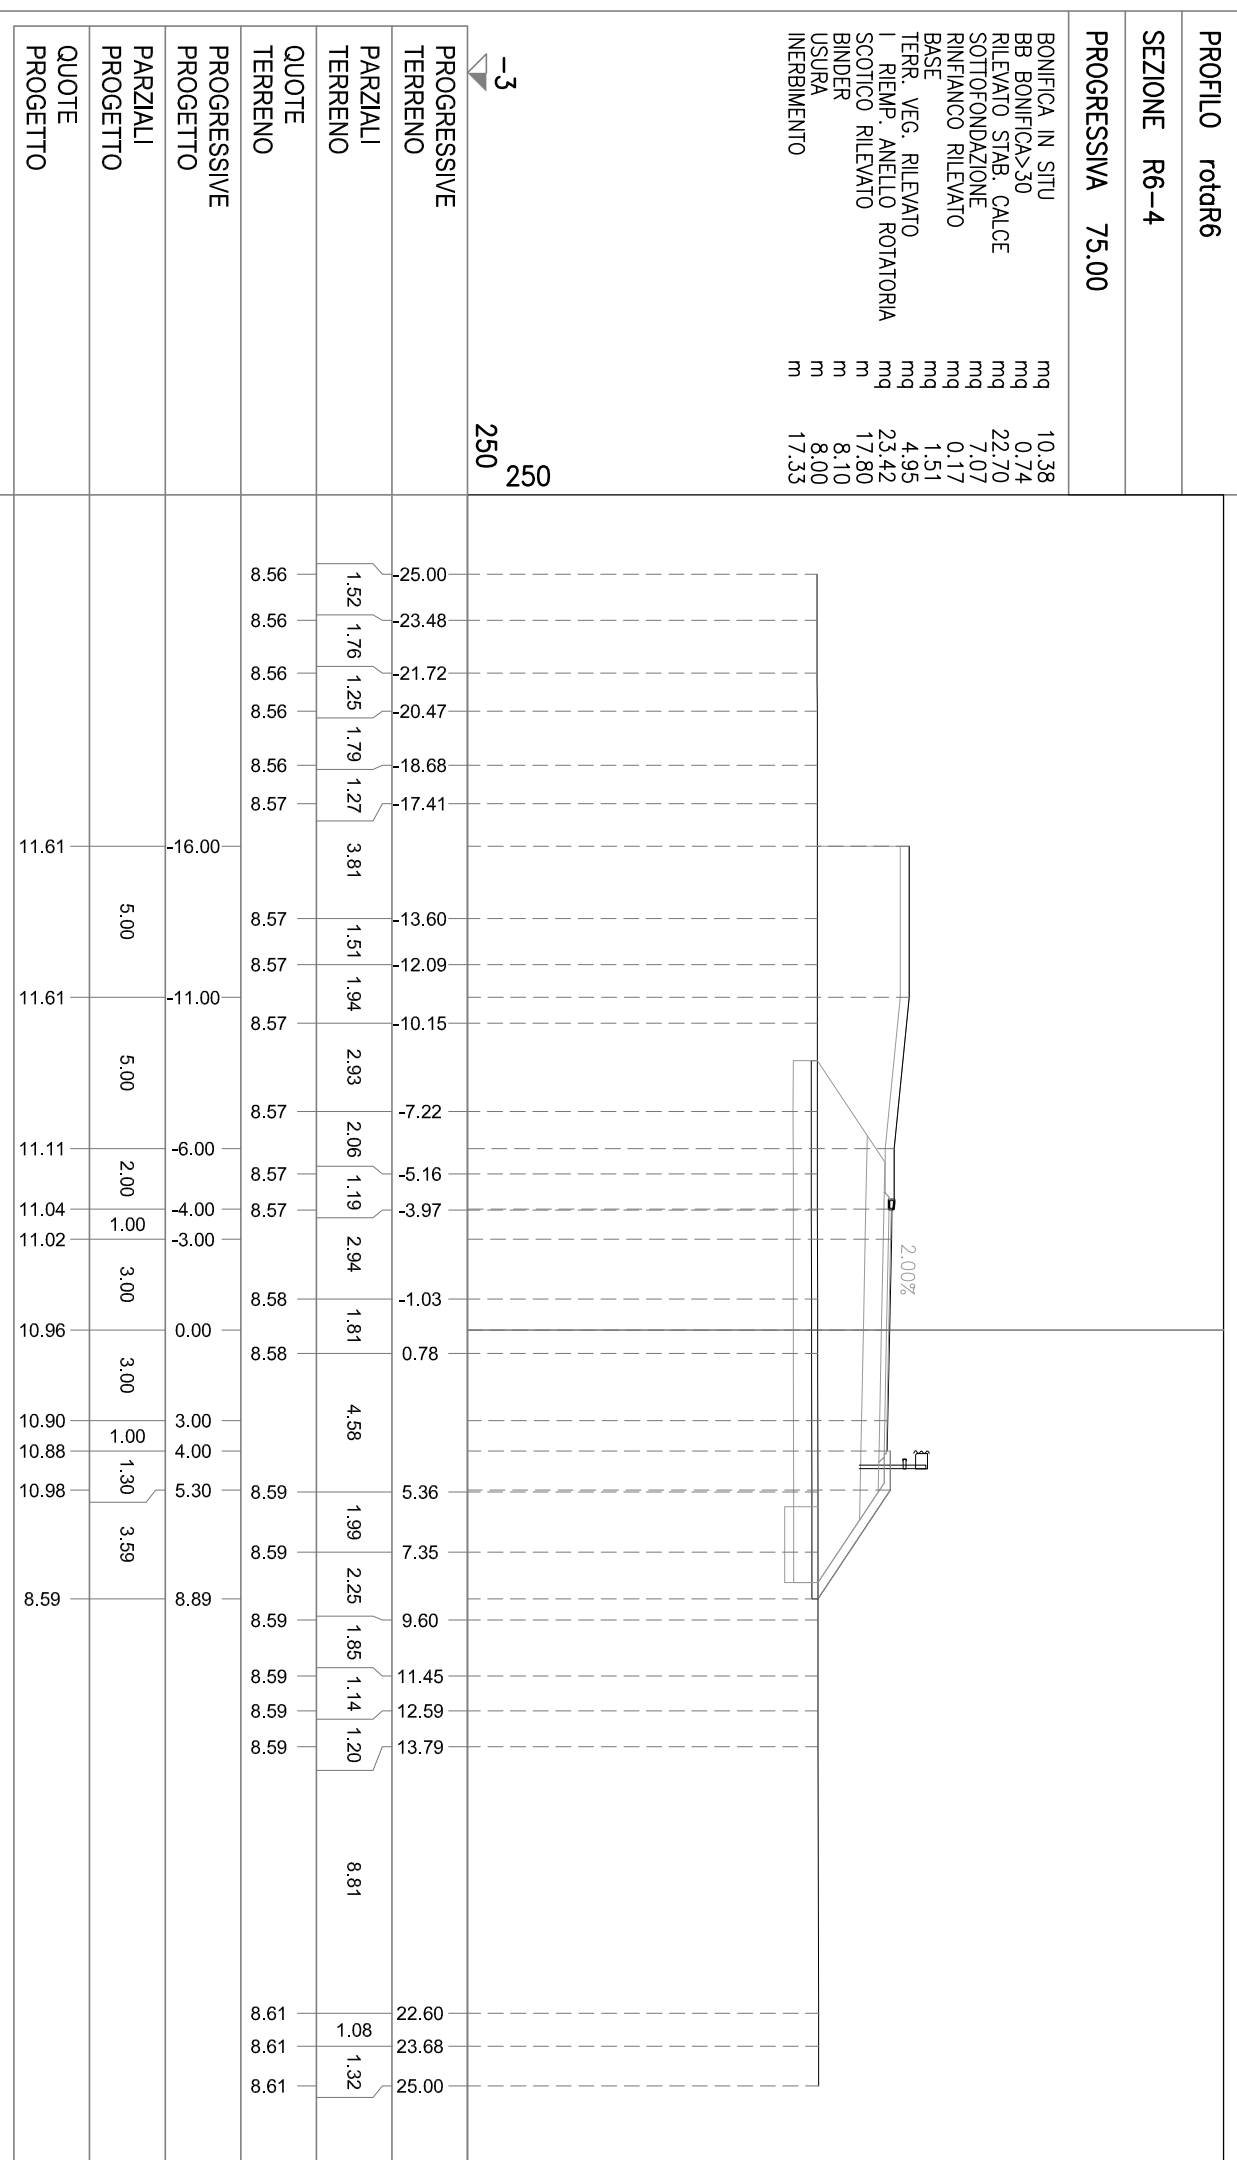 PROFILO rotaR6
SEZIONE R6-4
PROGRESSIVA 75.00
BONIFICA IN SITU mq 10.38
BB BONIFICA>30 mq 0.74
RILEVATO STAB. CALCE mq 22.70
SOTTOFONDAZIONE mq 7.07
RINFIANCO RILEVATO mq 0.17
BASE mq 1.51
TERR. VEG. RILEVATO mq 4.95
I RIEMP. ANELLO ROTATORIA mq 23.42
SCOTICO RILEVATO m 17.80
BINDER m 8.10
USURA m 8.00
INERBIMENTO m 17.33
2.00%
250
250
-3
PROGRESSIVE
TERRENO
-25.00 -23.48 -21.72 -20.47 -18.68 -17.41 -13.60 -12.09 -10.15 -7.22 -5.16 -3.97 -1.03 0.78 5.36 7.35 9.60 11.45 12.59 13.79 22.60 23.68 25.00
PARZIALI
TERRENO
1.52 1.76 1.25 1.79 1.27 3.81 1.51 1.94 2.93 2.06 1.19 2.94 1.81 4.58 1.99 2.25 1.85 1.14 1.20 8.81 1.08 1.32
QUOTE
TERRENO
8.56 8.56 8.56 8.56 8.56 8.57 8.57 8.57 8.57 8.57 8.57 8.57 8.58 8.58 8.59 8.59 8.59 8.59 8.59 8.59 8.61 8.61 8.61
PROGRESSIVE
PROGETTO
-16.00 -11.00 -6.00 -4.00 -3.00 0.00 3.00 4.00 5.30 8.89
PARZIALI
PROGETTO
5.00 5.00 2.00 1.00 3.00 3.00 1.00 1.30 3.59
QUOTE
PROGETTO
11.61 11.61 11.11 11.04 11.02 10.96 10.90 10.88 10.98 8.59